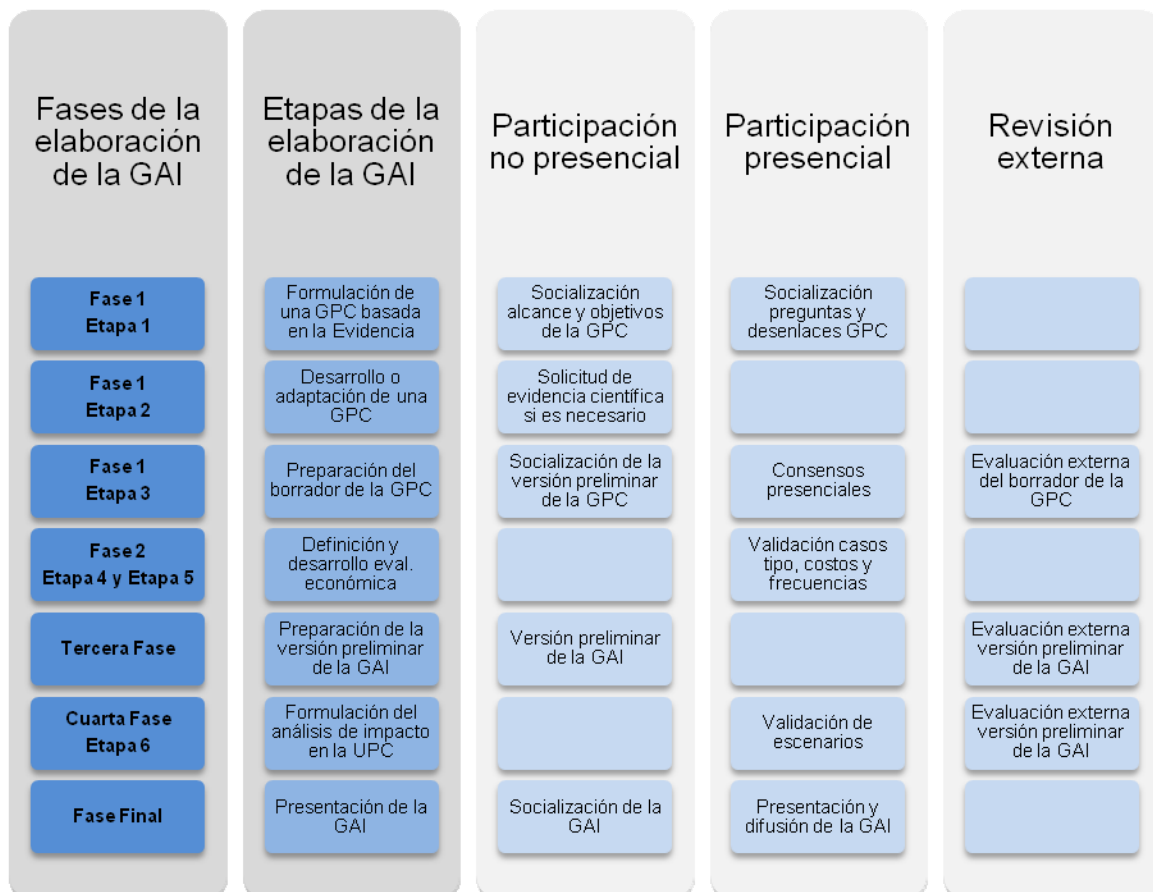 Fases de la
elaboración
de la GAI
Etapas de la
elaboración
de la GAI
Participación
no presencial
Participación
presencial
Revisión
externa
Fase 1
Etapa 1
Formulación de
una GPC basada
en la Evidencia
Socialización
alcance y objetivos
de la GPC
Socialización
preguntas y
desenlaces GPC
Fase 1
Etapa 2
Desarrollo o
adaptación de una
GPC
Solicitud de
evidencia científica
si es necesario
Fase 1
Etapa 3
Preparación del
borrador de la GPC
Socialización de la
versión preliminar
de la GPC
Consensos
presenciales
Evaluación externa
del borrador de la
GPC
Fase 2
Etapa 4 y Etapa 5
Definición y
desarrollo eval.
económica
Validación casos
tipo, costos y
frecuencias
Tercera Fase
Preparación de la
versión preliminar
de la GAI
Versión preliminar
de la GAI
Evaluación externa
versión preliminar
de la GAI
Cuarta Fase
Etapa 6
Formulación del
análisis de impacto
en la UPC
Validación de
escenarios
Evaluación externa
versión preliminar
de la GAI
Fase Final
Presentación de la
GAI
Socialización de la
GAI
Presentación y
difusión de la GAI